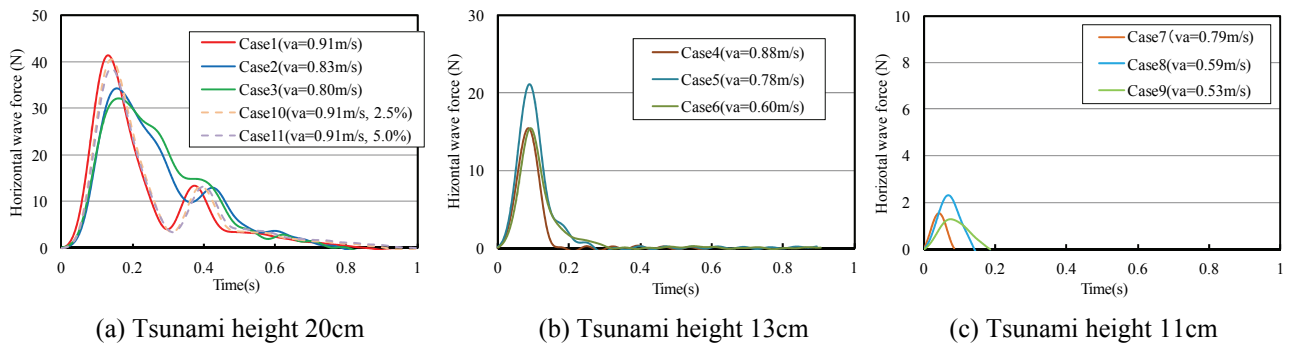 50
40
30
20
10
0
Horizontal wave force (N)
Case1(va=0.91m/s)
Case2(va=0.83m/s)
Case3(va=0.80m/s)
Case10(va=0.91m/s, 2.5%)
Case11(va=0.91m/s, 5.0%)
0 0.2 0.4 0.6 0.8 1
Time(s)
(a) Tsunami height 20cm
30
20
10
0
Hizontal wave force (N)
Case4(va=0.88m/s)
Case5(va=0.78m/s)
Case6(va=0.60m/s)
0 0.2 0.4 0.6 0.8 1
Time(s)
(b) Tsunami height 13cm
10
8
6
4
2
0
Horizotal wave force (N)
Case7(va=0.79m/s)
Case8(va=0.59m/s)
Case9(va=0.53m/s)
0 0.2 0.4 0.6 0.8 1
Time(s)
(c) Tsunami height 11cm